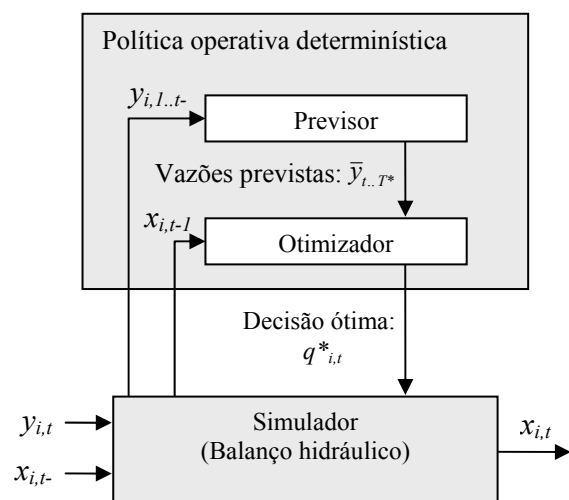 Política operativa determinística
y_{i,1..t-}
Previsor
Vazões previstas: ȳ_{t..T*}
x_{i,t-1}
Otimizador
Decisão ótima:
q*_{i,t}
y_{i,t}
Simulador
(Balanço hidráulico)
x_{i,t}
x_{i,t-}